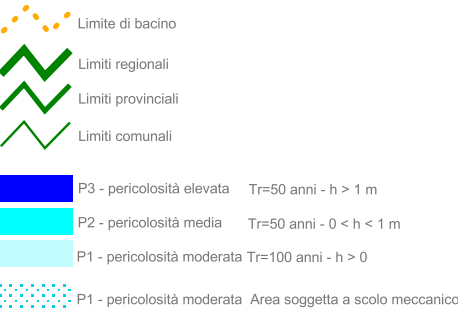 Limite di bacino
Limiti regionali
Limiti provinciali
Limiti comunali
P3 - pericolosità elevata Tr=50 anni - h > 1 m
P2 - pericolosità media Tr=50 anni - 0 < h < 1 m
P1 - pericolosità moderata Tr=100 anni - h > 0
P1 - pericolosità moderata Area soggetta a scolo meccanico